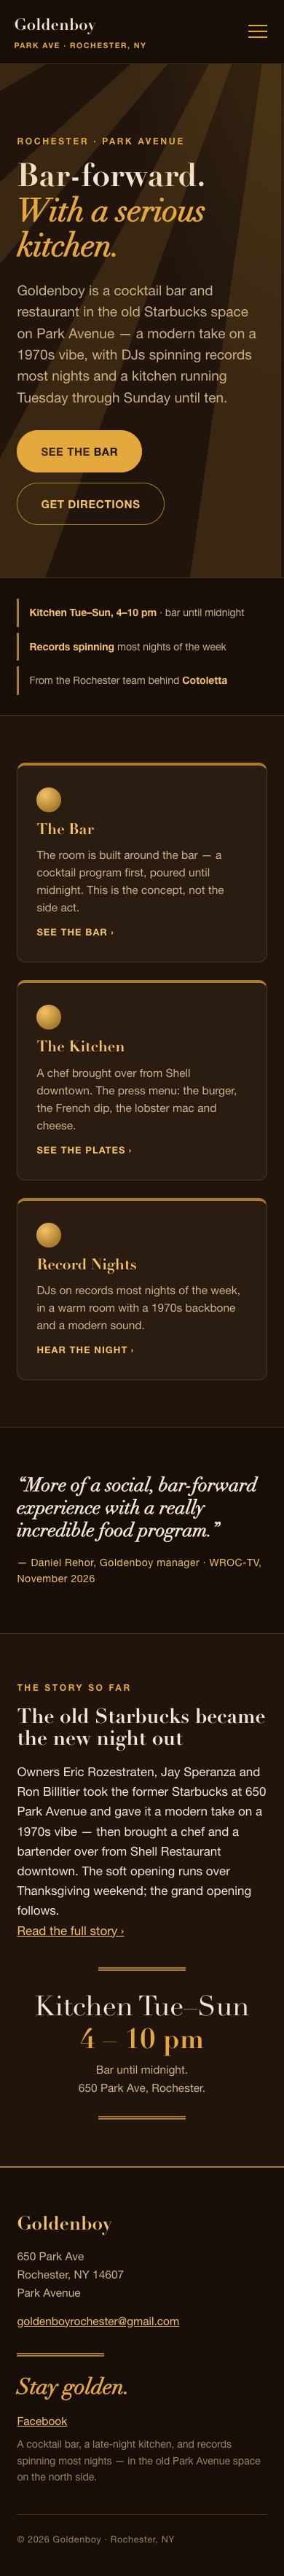 Goldenboy
PARK AVE · ROCHESTER, NY
ROCHESTER · PARK AVENUE
Bar-forward.
With a serious
kitchen.
Goldenboy is a cocktail bar and
restaurant in the old Starbucks space
on Park Avenue — a modern take on a
1970s vibe, with DJs spinning records
most nights and a kitchen running
Tuesday through Sunday until ten.
SEE THE BAR
GET DIRECTIONS
Kitchen Tue–Sun, 4–10 pm · bar until midnight
Records spinning most nights of the week
From the Rochester team behind Cotoletta
The Bar
The room is built around the bar — a
cocktail program first, poured until
midnight. This is the concept, not the
side act.
SEE THE BAR ›
The Kitchen
A chef brought over from Shell
downtown. The press menu: the burger,
the French dip, the lobster mac and
cheese.
SEE THE PLATES ›
Record Nights
DJs on records most nights of the week,
in a warm room with a 1970s backbone
and a modern sound.
HEAR THE NIGHT ›
“More of a social, bar-forward
experience with a really
incredible food program.”
— Daniel Rehor, Goldenboy manager · WROC-TV,
November 2026
THE STORY SO FAR
The old Starbucks became
the new night out
Owners Eric Rozestraten, Jay Speranza and
Ron Billitier took the former Starbucks at 650
Park Avenue and gave it a modern take on a
1970s vibe — then brought a chef and a
bartender over from Shell Restaurant
downtown. The soft opening runs over
Thanksgiving weekend; the grand opening
follows.
Read the full story ›
Kitchen Tue–Sun
4 – 10 pm
Bar until midnight.
650 Park Ave, Rochester.
Goldenboy
650 Park Ave
Rochester, NY 14607
Park Avenue
goldenboyrochester@gmail.com
Stay golden.
Facebook
A cocktail bar, a late-night kitchen, and records
spinning most nights — in the old Park Avenue space
on the north side.
© 2026 Goldenboy · Rochester, NY